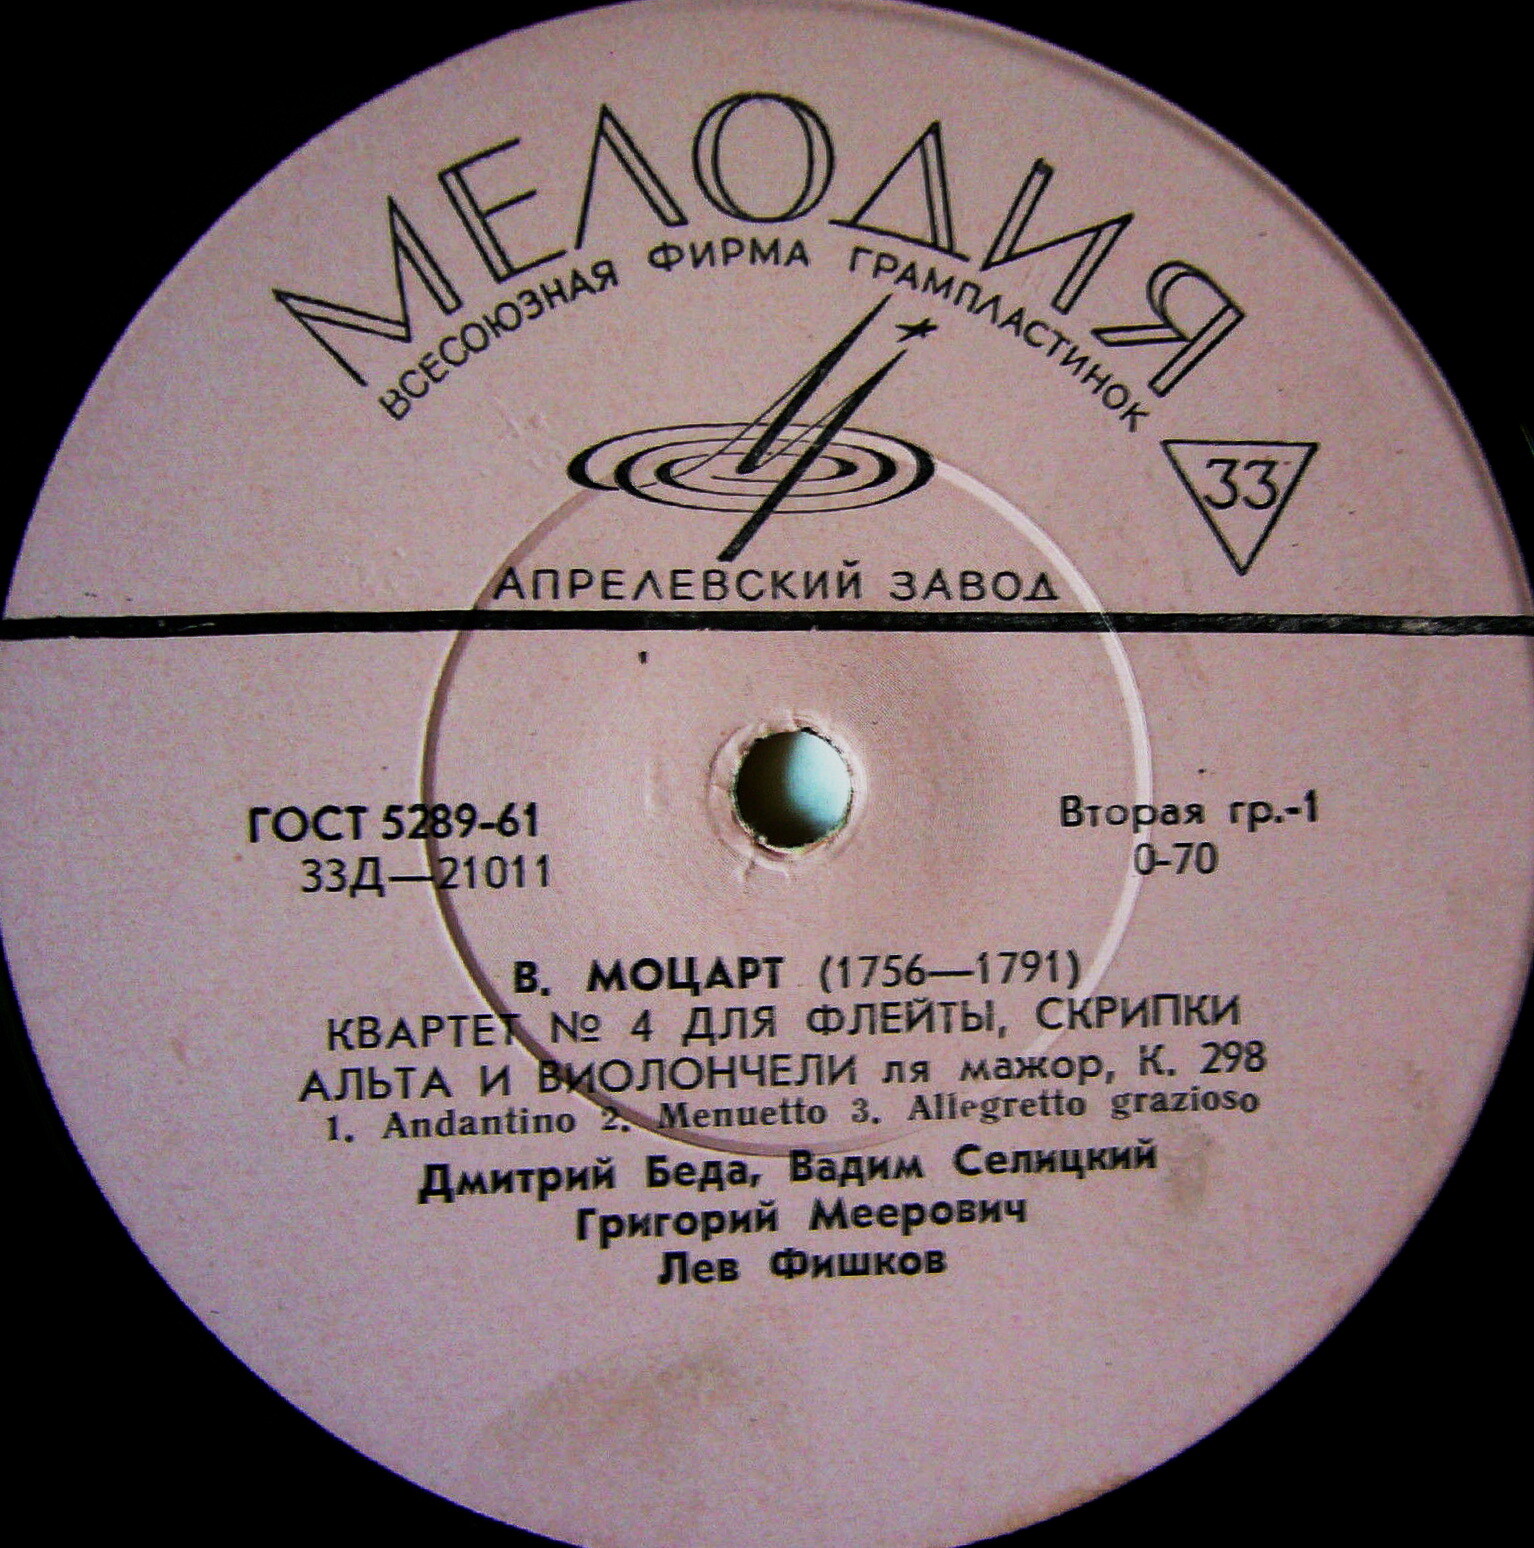 МЕЛОДИЯ
ВСЕСОЮЗНАЯ ФИРМА ГРАМПЛАСТИНОК
33
АПРЕЛЕВСКИЙ ЗАВОД
ГОСТ 5289-61
33Д—21011
Вторая гр.-1
0-70
В. МОЦАРТ (1756—1791)
КВАРТЕТ № 4 ДЛЯ ФЛЕЙТЫ, СКРИПКИ
АЛЬТА И ВИОЛОНЧЕЛИ ля мажор, К. 298
1. Andantino 2. Menuetto 3. Allegretto grazioso
Дмитрий Беда, Вадим Селицкий
Григорий Меерович
Лев Фишков